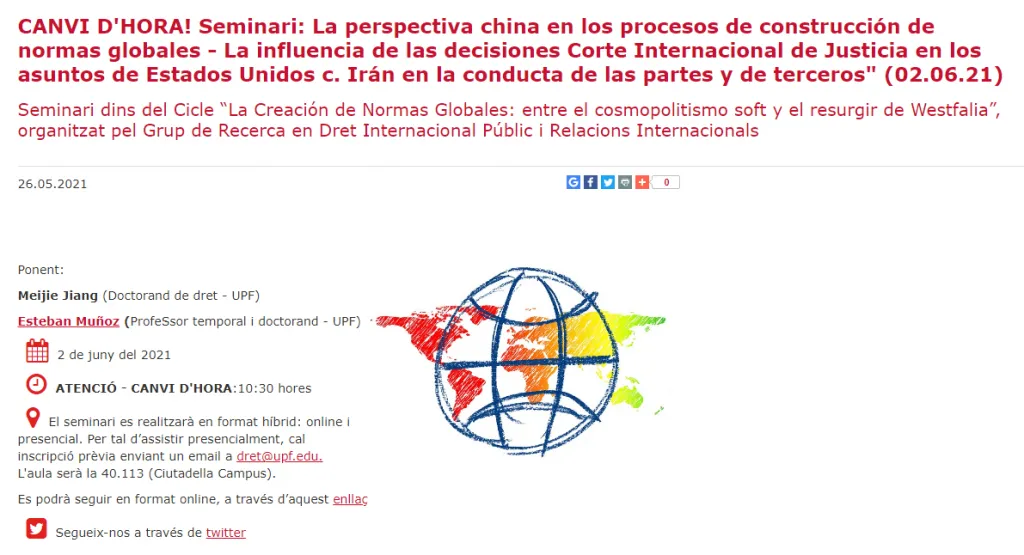 CANVI D'HORA! Seminari: La perspectiva china en los procesos de construcción de
normas globales - La influencia de las decisiones Corte Internacional de Justicia en los
asuntos de Estados Unidos c. Irán en la conducta de las partes y de terceros" (02.06.21)
Seminari dins del Cicle “La Creación de Normas Globales: entre el cosmopolitismo soft y el resurgir de Westfalia”,
organitzat pel Grup de Recerca en Dret Internacional Públic i Relacions Internacionals
26.05.2021
0
Ponent:
Meijie Jiang (Doctorand de dret - UPF)
Esteban Muñoz (ProfeSsor temporal i doctorand - UPF)
2 de juny del 2021
ATENCIÓ - CANVI D'HORA:10:30 hores
El seminari es realitzarà en format híbrid: online i
presencial. Per tal d’assistir presencialment, cal
inscripció prèvia enviant un email a dret@upf.edu.
L'aula serà la 40.113 (Ciutadella Campus).
Es podrà seguir en format online, a través d’aquest enllaç
Segueix-nos a través de twitter